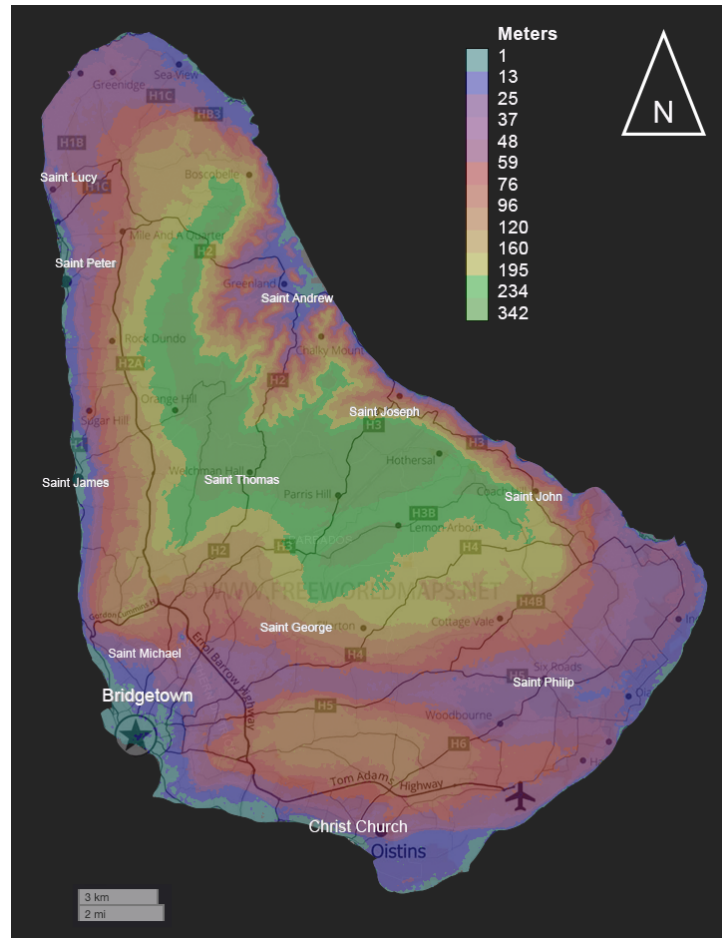 Meters
1
13
25
37
48
59
76
96
120
160
195
234
342
N
Sea View
Greenidge
H1C
HB3
H1B
Saint Lucy
H1C
Boscobelle
Mile And A Quarter
H2
Saint Peter
Greenland
Saint Andrew
Rock Dundo
Chalky Mount
H2A
H2
Orange Hill
Saint Joseph
Sugar Hill
H3
H3
Hothersal
Welchman Hall
Saint Thomas
Saint James
Parris Hill
Saint John
H3B
Lemon Arbour
BARBADOS
H2
H3
H4
© WWW.FREEWORLDMAPS.NET
H4B
Saint George
Cottage Vale
Saint Michael
Errol Barrow Highway
H4
Six Roads
H5
Saint Philip
Bridgetown
H5
Woodbourne
H6
Tom Adams Highway
Christ Church
Oistins
3 km
2 mi